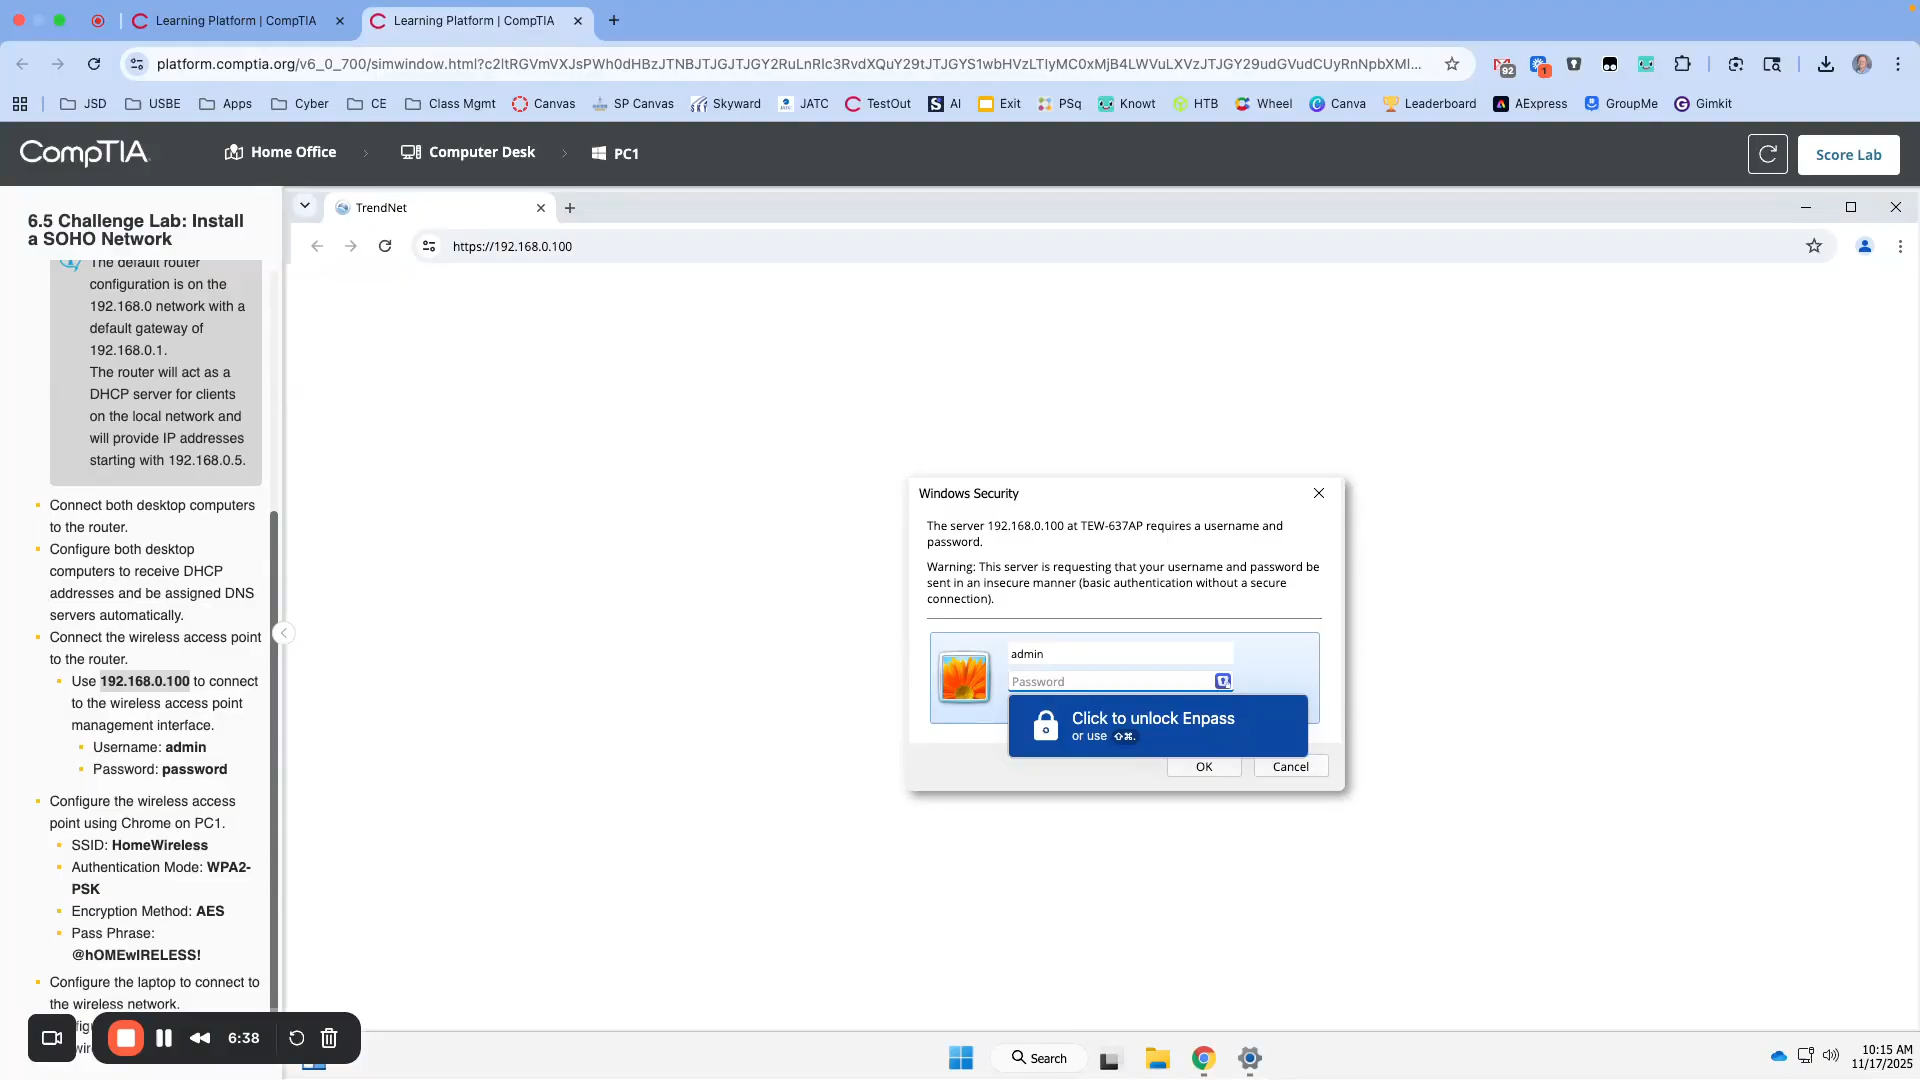 Learning Platform | CompTIA
Learning Platform | CompTIA
platform.comptia.org/v6_0_700/simwindow.html?c2ltRGVmVXJsPWh0dHBzJTNBJTJGJTJGY2RuLnRlc3RvdXQuY29tJTJGYS1wbHVzLTIyMC0xMjB4LWVuLXVzJTJGY29udGVudCUyRnNpbXMl...
92
1
JSD
USBE
Apps
Cyber
CE
Class Mgmt
Canvas
SP Canvas
Skyward
JATC
TestOut
AI
Exit
PSq
Knowt
HTB
Wheel
Canva
Leaderboard
AExpress
GroupMe
Gimkit
CompTIA
Home Office
Computer Desk
PC1
Score Lab
6.5 Challenge Lab: Install
a SOHO Network
The default router
configuration is on the
192.168.0 network with a
default gateway of
192.168.0.1.
The router will act as a
DHCP server for clients
on the local network and
will provide IP addresses
starting with 192.168.0.5.
Connect both desktop computers
to the router.
Configure both desktop
computers to receive DHCP
addresses and be assigned DNS
servers automatically.
Connect the wireless access point
to the router.
Use 192.168.0.100 to connect
to the wireless access point
management interface.
Username: admin
Password: password
Configure the wireless access
point using Chrome on PC1.
SSID: HomeWireless
Authentication Mode: WPA2-
PSK
Encryption Method: AES
Pass Phrase:
@hOMEwIRELESS!
Configure the laptop to connect to
the wireless network.
6:38
TrendNet
https://192.168.0.100
Windows Security
The server 192.168.0.100 at TEW-637AP requires a username and
password.
Warning: This server is requesting that your username and password be
sent in an insecure manner (basic authentication without a secure
connection).
admin
Password
Click to unlock Enpass
or use ⇧⌘.
OK
Cancel
Search
10:15 AM
11/17/2025